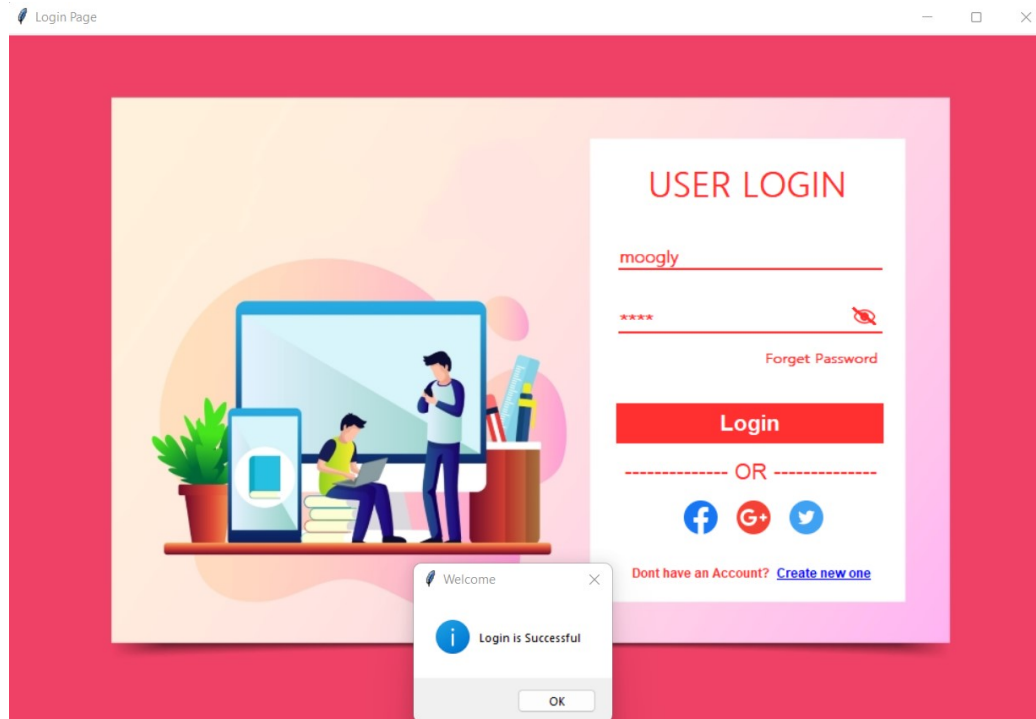 Login Page
USER LOGIN
moogly
****
Forget Password
Login
-------------- OR --------------
G+
Dont have an Account? Create new one
Welcome
Login is Successful
OK